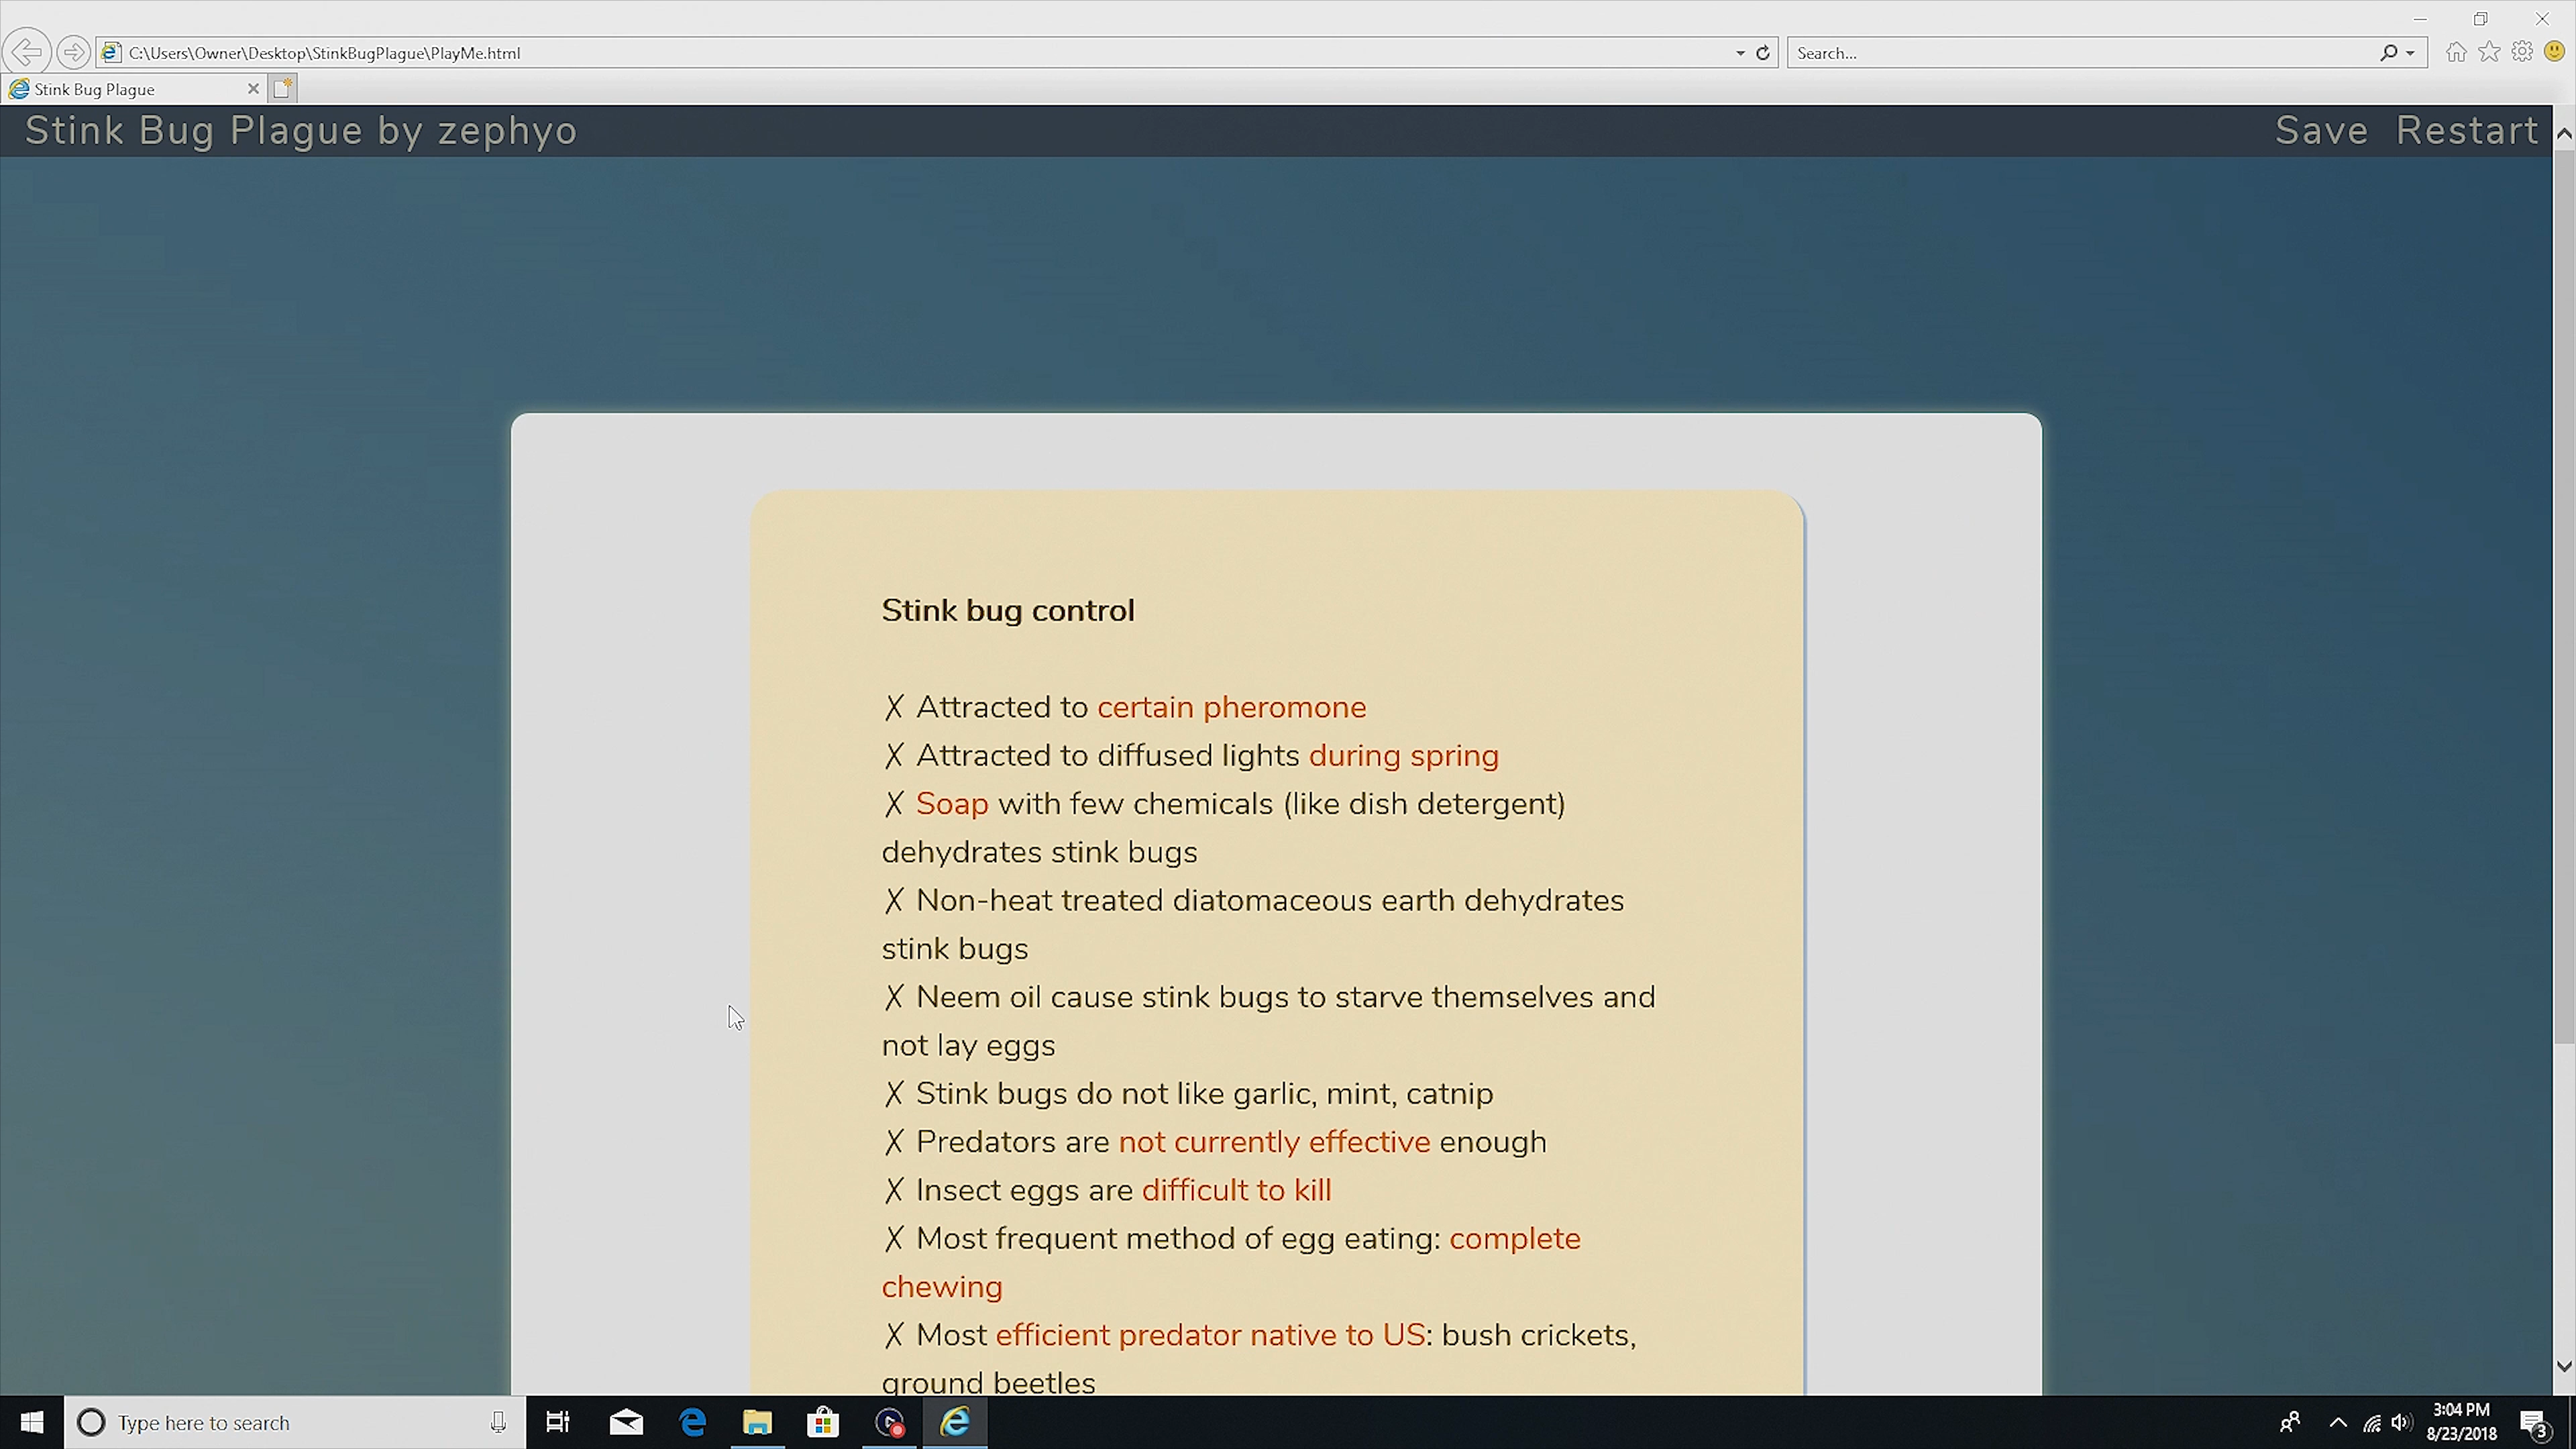 C:\Users\Owner\Desktop\StinkBugPlague\PlayMe.html
Search...
Stink Bug Plague
Stink Bug Plague by zephyo
Save Restart
Stink bug control
✗ Attracted to certain pheromone
✗ Attracted to diffused lights during spring
✗ Soap with few chemicals (like dish detergent)
dehydrates stink bugs
✗ Non-heat treated diatomaceous earth dehydrates
stink bugs
✗ Neem oil cause stink bugs to starve themselves and
not lay eggs
✗ Stink bugs do not like garlic, mint, catnip
✗ Predators are not currently effective enough
✗ Insect eggs are difficult to kill
✗ Most frequent method of egg eating: complete
chewing
✗ Most efficient predator native to US: bush crickets,
ground beetles
Type here to search
3:04 PM
8/23/2018
3